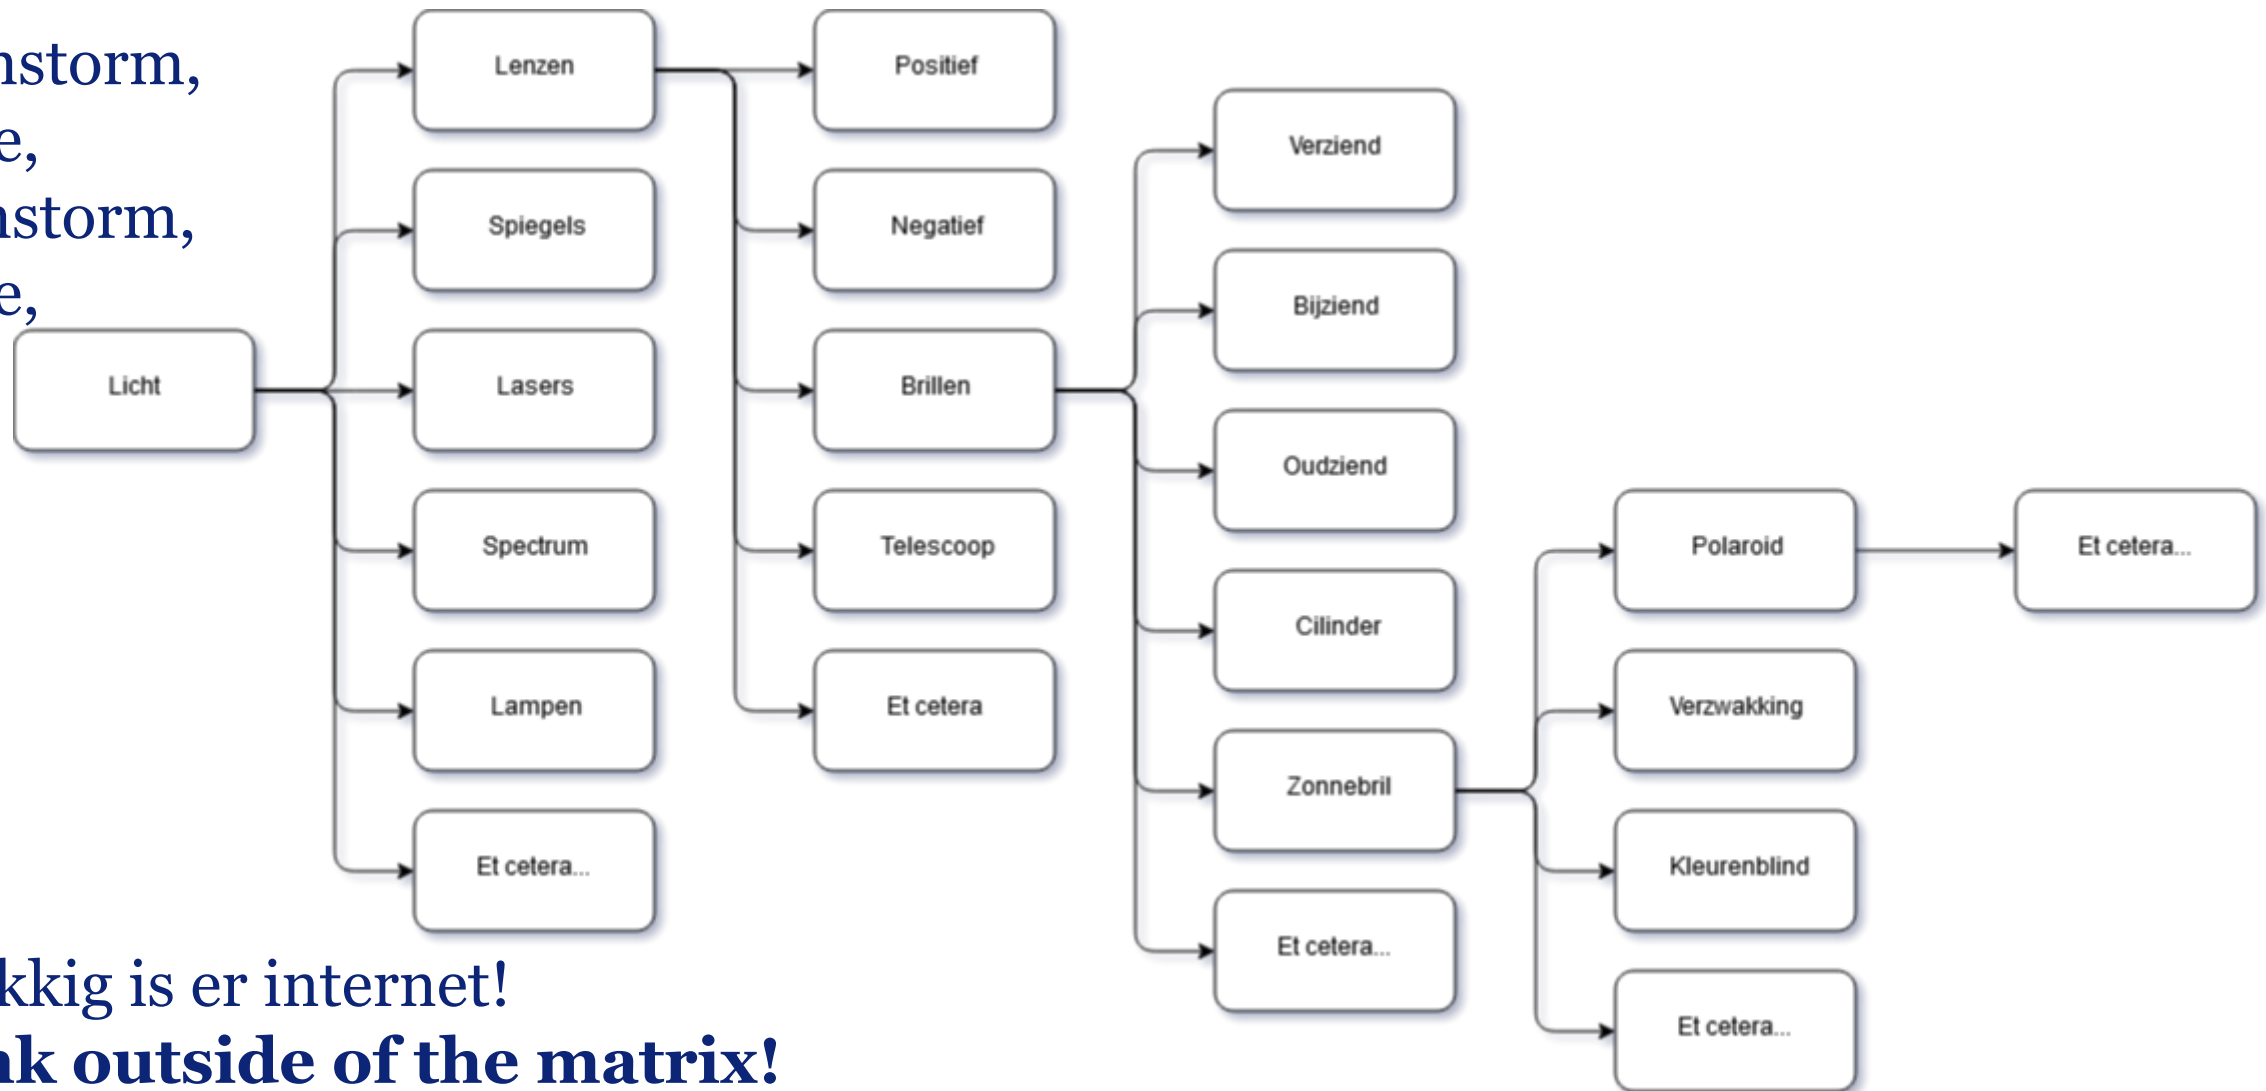 nstorm,
e,
nstorm,
e,
Licht
Lenzen
Spiegels
Lasers
Spectrum
Lampen
Et cetera...
Positief
Negatief
Brillen
Telescoop
Et cetera
Verziend
Bijziend
Oudziend
Cilinder
Zonnebril
Et cetera...
Polaroid
Verzwakking
Kleurenblind
Et cetera...
Et cetera...
kkig is er internet!
nk outside of the matrix!